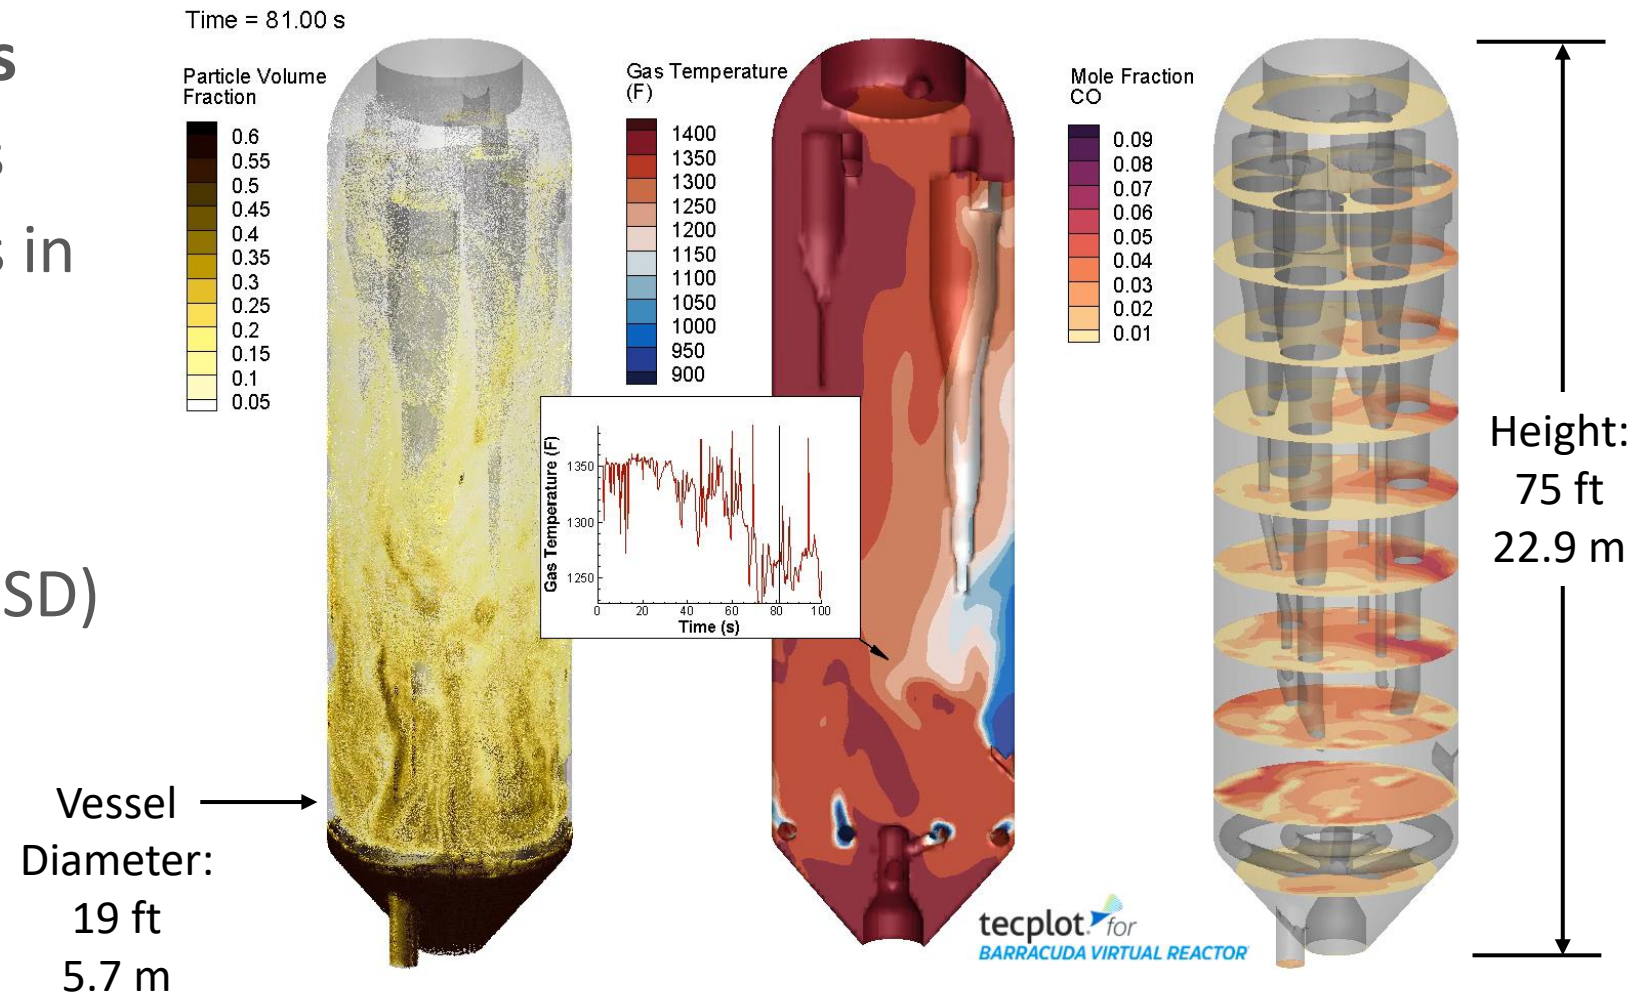 s
s
s in
SD)
Time = 81.00 s
Particle Volume
Fraction
0.6
0.55
0.5
0.45
0.4
0.35
0.3
0.25
0.2
0.15
0.1
0.05
Vessel
Diameter:
19 ft
5.7 m
Gas Temperature
(F)
1400
1350
1300
1250
1200
1150
1100
1050
1000
950
900
Gas Temperature (F)
1350
1300
1250
0 20 40 60 80 100
Time (s)
Mole Fraction
CO
0.09
0.08
0.07
0.06
0.05
0.04
0.03
0.02
0.01
Height:
75 ft
22.9 m
tecplot. for
BARRACUDA VIRTUAL REACTOR